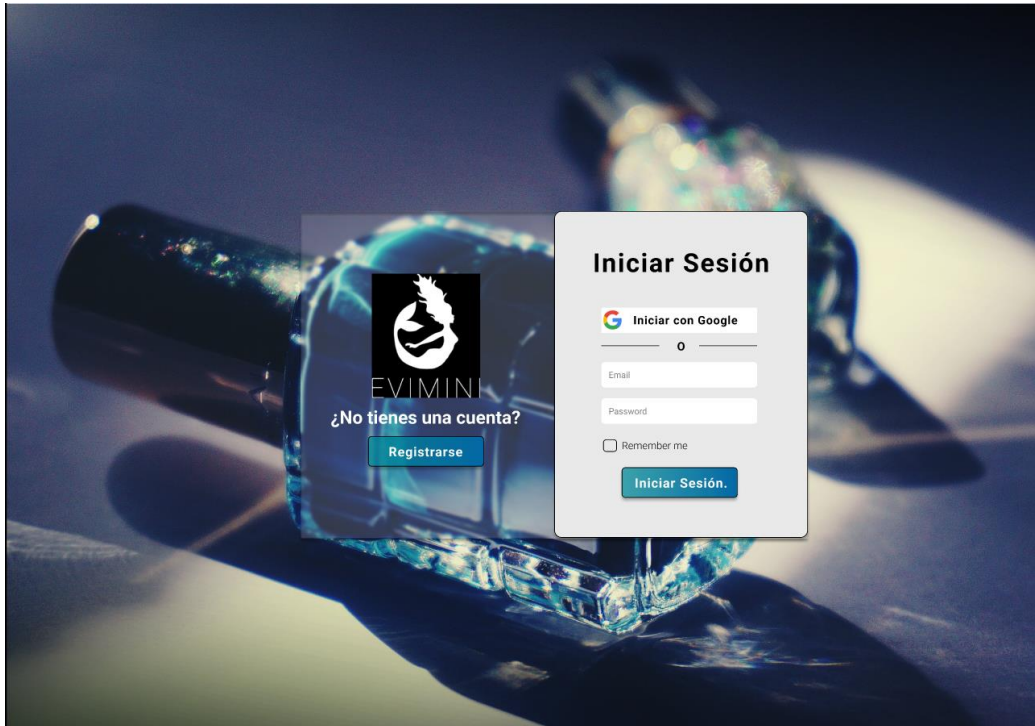 EVIMINI
¿No tienes una cuenta?
Registrarse
Iniciar Sesión
Iniciar con Google
O
Email
Password
Remember me
Iniciar Sesión.